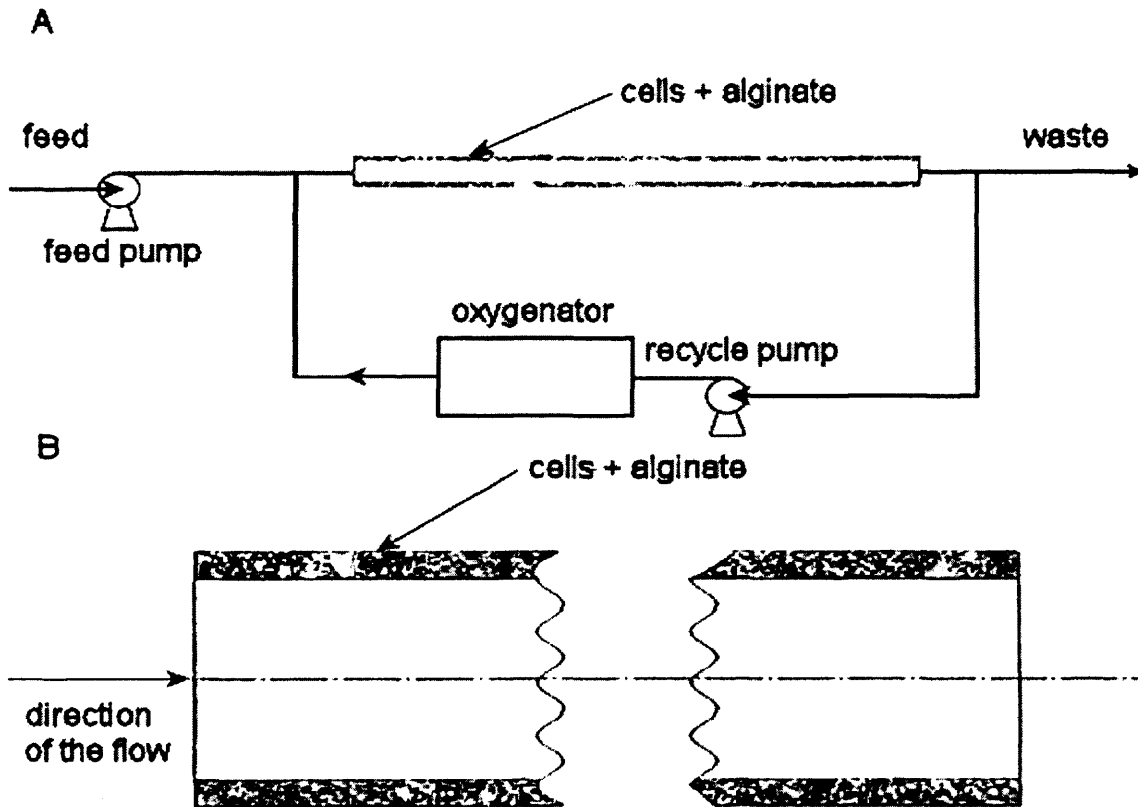 A
cells + alginate
feed
waste
feed pump
oxygenator
recycle pump
B
cells + alginate
direction
of the flow